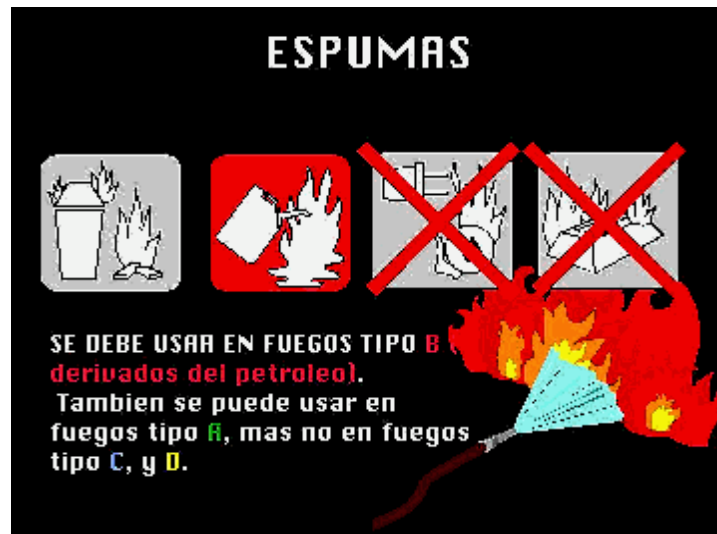 ESPUMAS
SE DEBE USAR EN FUEGOS TIPO B (
derivados del petroleo).
Tambien se puede usar en
fuegos tipo A, mas no en fuegos
tipo C, y D.